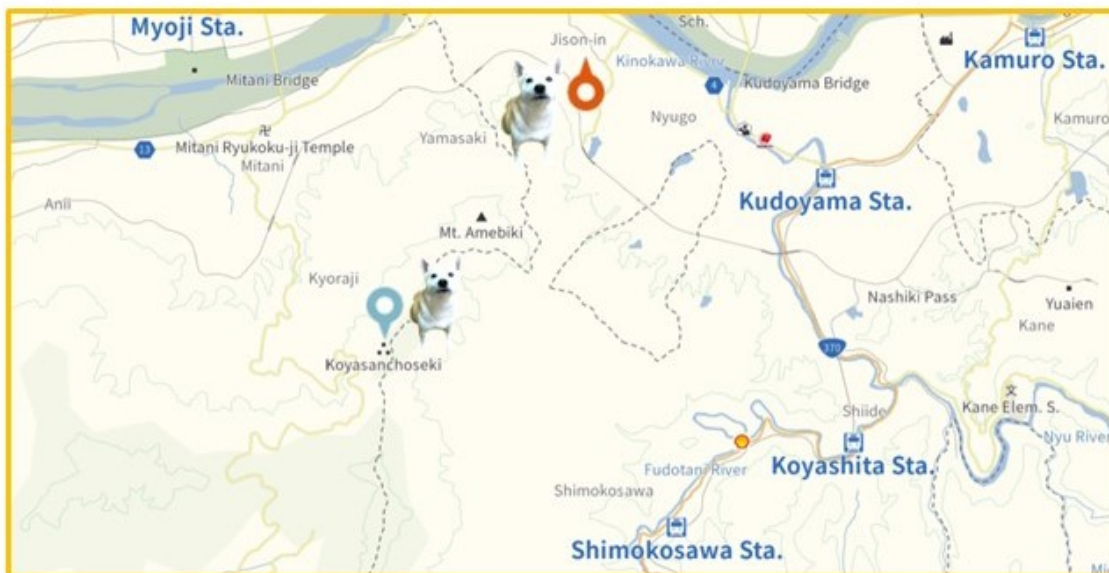 Myoji Sta.
Sch.
Jison-in
Kinokawa River
Kamuro Sta.
Mitani Bridge
4
Kudoyama Bridge
Kamuro
Nyugo
Yamasaki
13
Mitani Ryukoku-ji Temple
Mitani
卍
Kudoyama Sta.
Anii
Mt. Amebiki
Kyoraji
Nashiki Pass
Yuaien
Kane
370
Koyasanchoseki
文
Kane Elem. S.
Shiide
Nyu River
Koyashita Sta.
Fudotani River
Shimokosawa
Shimokosawa Sta.